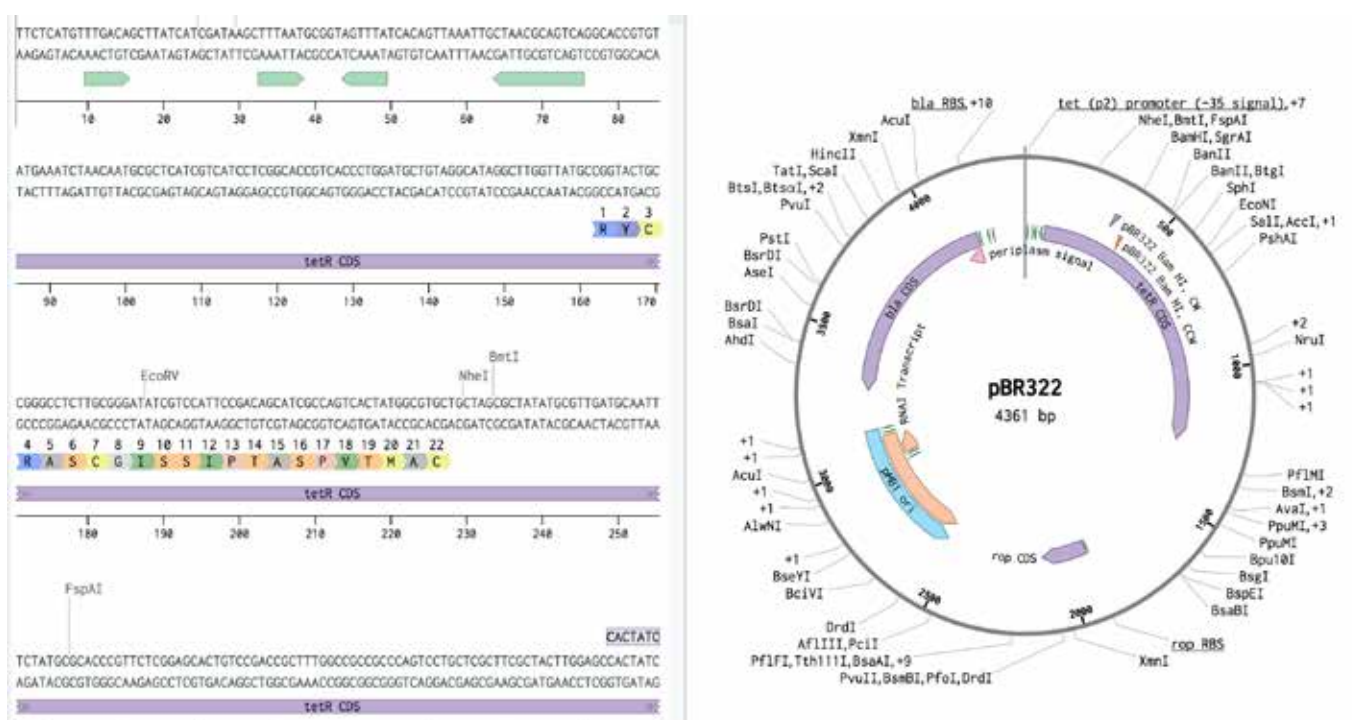 TTCTCATGTTTGACAGCTTATCATCGATAAGCTTTAATGCGGTAGTTTATCACAGTTAAATTGCTAACGCAGTCAGGCACCGTGT
AAGAGTACAAACTGTCGAATAGTAGCTATTCGAAATTACGCCATCAAATAGTGTCAATTTAACGATTGCGTCAGTCCGTGGCACA
10 20 30 40 50 60 70 80
ATGAAATCTAACAATGCGCTCATCGTCATCCTCGGCACCGTCACCCTGGATGCTGTAGGCATAGGCTTGGTTATGCCGGTACTGC
TACTTTAGATTGTTACGCGAGTAGCAGTAGGAGCCGTGGCAGTGGGACCTACGACATCCGTATCCGAACCAATACGGCCATGACG
1 2 3
R Y C
tetR CDS
90 100 110 120 130 140 150 160 170
BmtI
EcoRV NheI
CGGGCCTCTTGCGGGATATCGTCCATTCCGACAGCATCGCCAGTCACTATGGCGTGCTGCTAGCGCTATATGCGTTGATGCAATT
GCCCGGAGAACGCCCTATAGCAGGTAAGGCTGTCGTAGCGGTCAGTGATACCGCACGACGATCGCGATATACGCAACTACGTTAA
4 5 6 7 8 9 10 11 12 13 14 15 16 17 18 19 20 21 22
R A S C G I S S I P T A S P V T M A C
tetR CDS
180 190 200 210 220 230 240 250
FspAI
CACTATC
TCTATGCGCACCCGTTCTCGGAGCACTGTCCGACCGCTTTGGCCGCCGCCCAGTCCTGCTCGCTTCGCTACTTGGAGCCACTATC
AGATACGCGTGGGCAAGAGCCTCGTGACAGGCTGGCGAAACCGGCGGCGGGTCAGGACGAGCGAAGCGATGAACCTCGGTGATAG
tetR CDS
bla RBS,+10
AcuI
XmnI
HincII
TatI,ScaI
BtsI,BtsαI,+2
PvuI
PstI
BsrDI
AseI
BsrDI
BsaI
AhdI
+1
+1
AcuI
+1
+1
AlwNI
+1
BseYI
BciVI
DrdI
AflIII,PciI
PflFI,Tth111I,BsaAI,+9
PvuII,BsmBI,PfoI,DrdI
tet (p2) promoter (-35 signal),+7
NheI,BmtI,FspAI
BamHI,SgrAI
BanII
BanII,BtgI
SphI
EcoNI
SalI,AccI,+1
PshAI
+2
NruI
+1
+1
+1
PflMI
BsmI,+2
AvaI,+1
PpuMI,+3
PpuMI
Bpu10I
BsgI
BspEI
BsaBI
rop RBS
XmnI
500
1000
1500
2000
2500
3000
3500
4000
pBR322 Bam HI, CW
pBR322 Bam HI, CCW
periplasm signal
tetR CDS
bla CDS
RNAI Transcript
pMB1 ori
rop CDS
pBR322
4361 bp